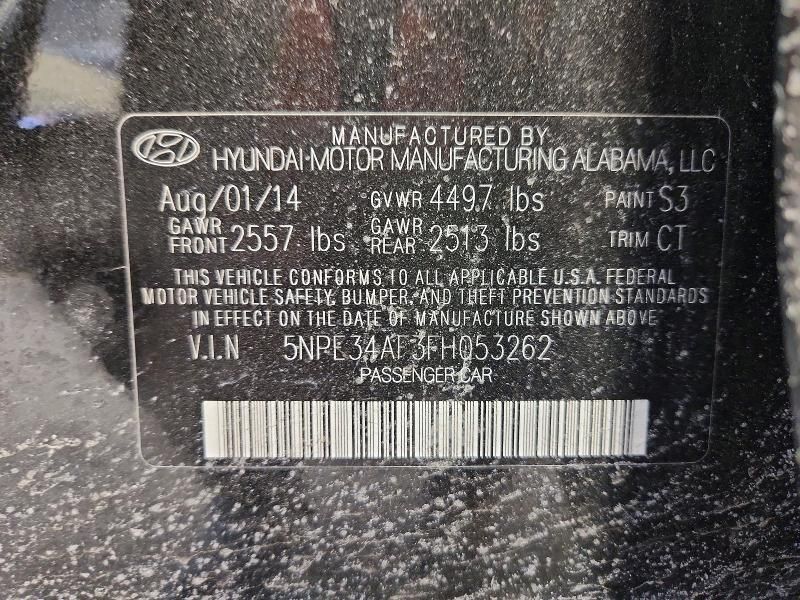 MANUFACTURED BY
HYUNDAI MOTOR MANUFACTURING ALABAMA, LLC
Aug/01/14 GVWR 4497 lbs PAINT S3
GAWR FRONT 2557 lbs GAWR REAR 2513 lbs TRIM CT
THIS VEHICLE CONFORMS TO ALL APPLICABLE U.S.A. FEDERAL
MOTOR VEHICLE SAFETY, BUMPER, AND THEFT PREVENTION STANDARDS
IN EFFECT ON THE DATE OF MANUFACTURE SHOWN ABOVE
V.I.N 5NPE34AF3FH053262
PASSENGER CAR